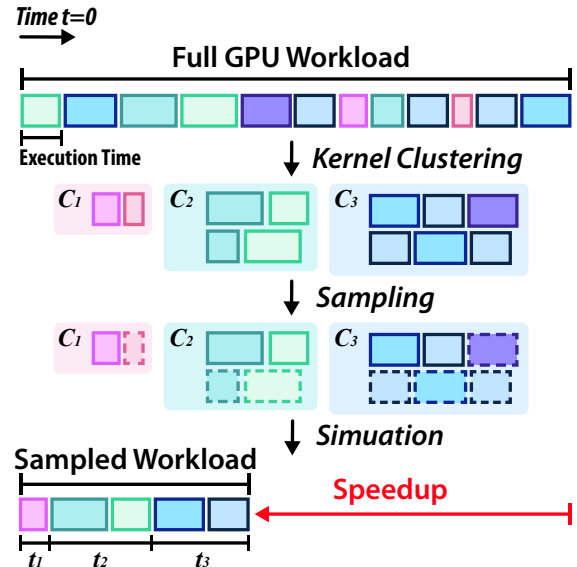 Time t=0
Full GPU Workload
Execution Time
Kernel Clustering
C1
C2
C3
Sampling
C1
C2
C3
Simuation
Sampled Workload
Speedup
t1
t2
t3